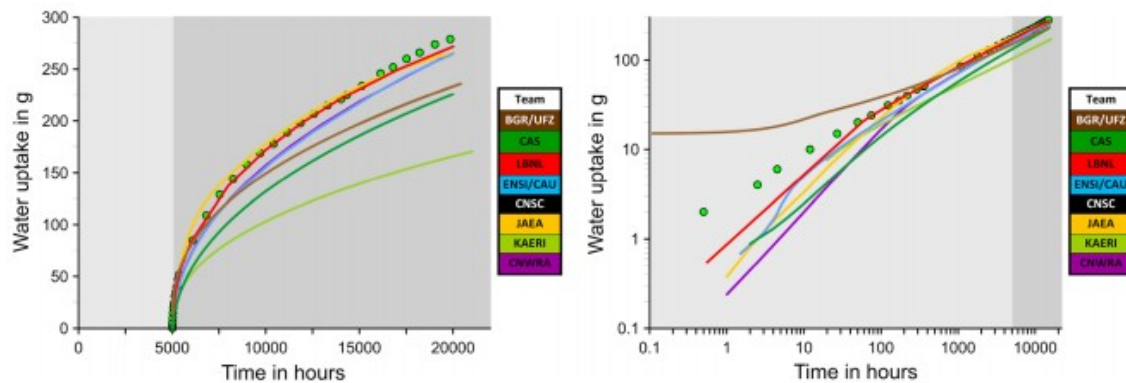 300
250
200
150
100
50
0
Water uptake in g
0
5000
10000
15000
20000
Time in hours
Team
BGR/UFZ
CAS
LBNL
ENSI/CAU
CNSC
JAEA
KAERI
CNWRA
100
10
1
0.1
Water uptake in g
0.1
1
10
100
1000
10000
Time in hours
Team
BGR/UFZ
CAS
LBNL
ENSI/CAU
CNSC
JAEA
KAERI
CNWRA